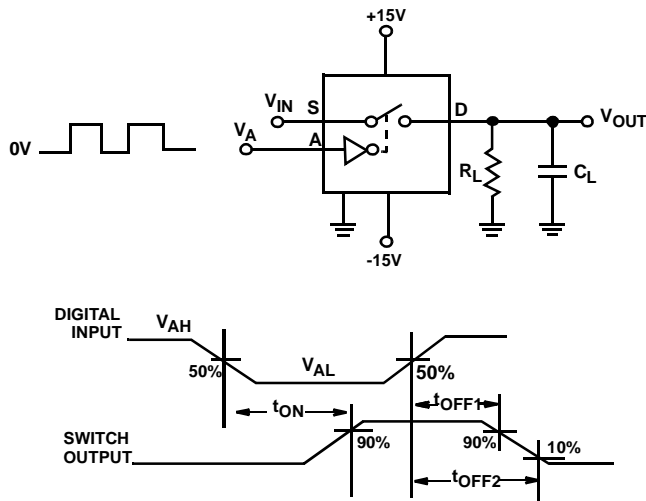 +15V
V_IN S D V_OUT
V_A A
0V
R_L C_L
-15V
DIGITAL
INPUT V_AH
50% V_AL 50%
t_ON t_OFF1
SWITCH
OUTPUT 90% 90% 10%
t_OFF2